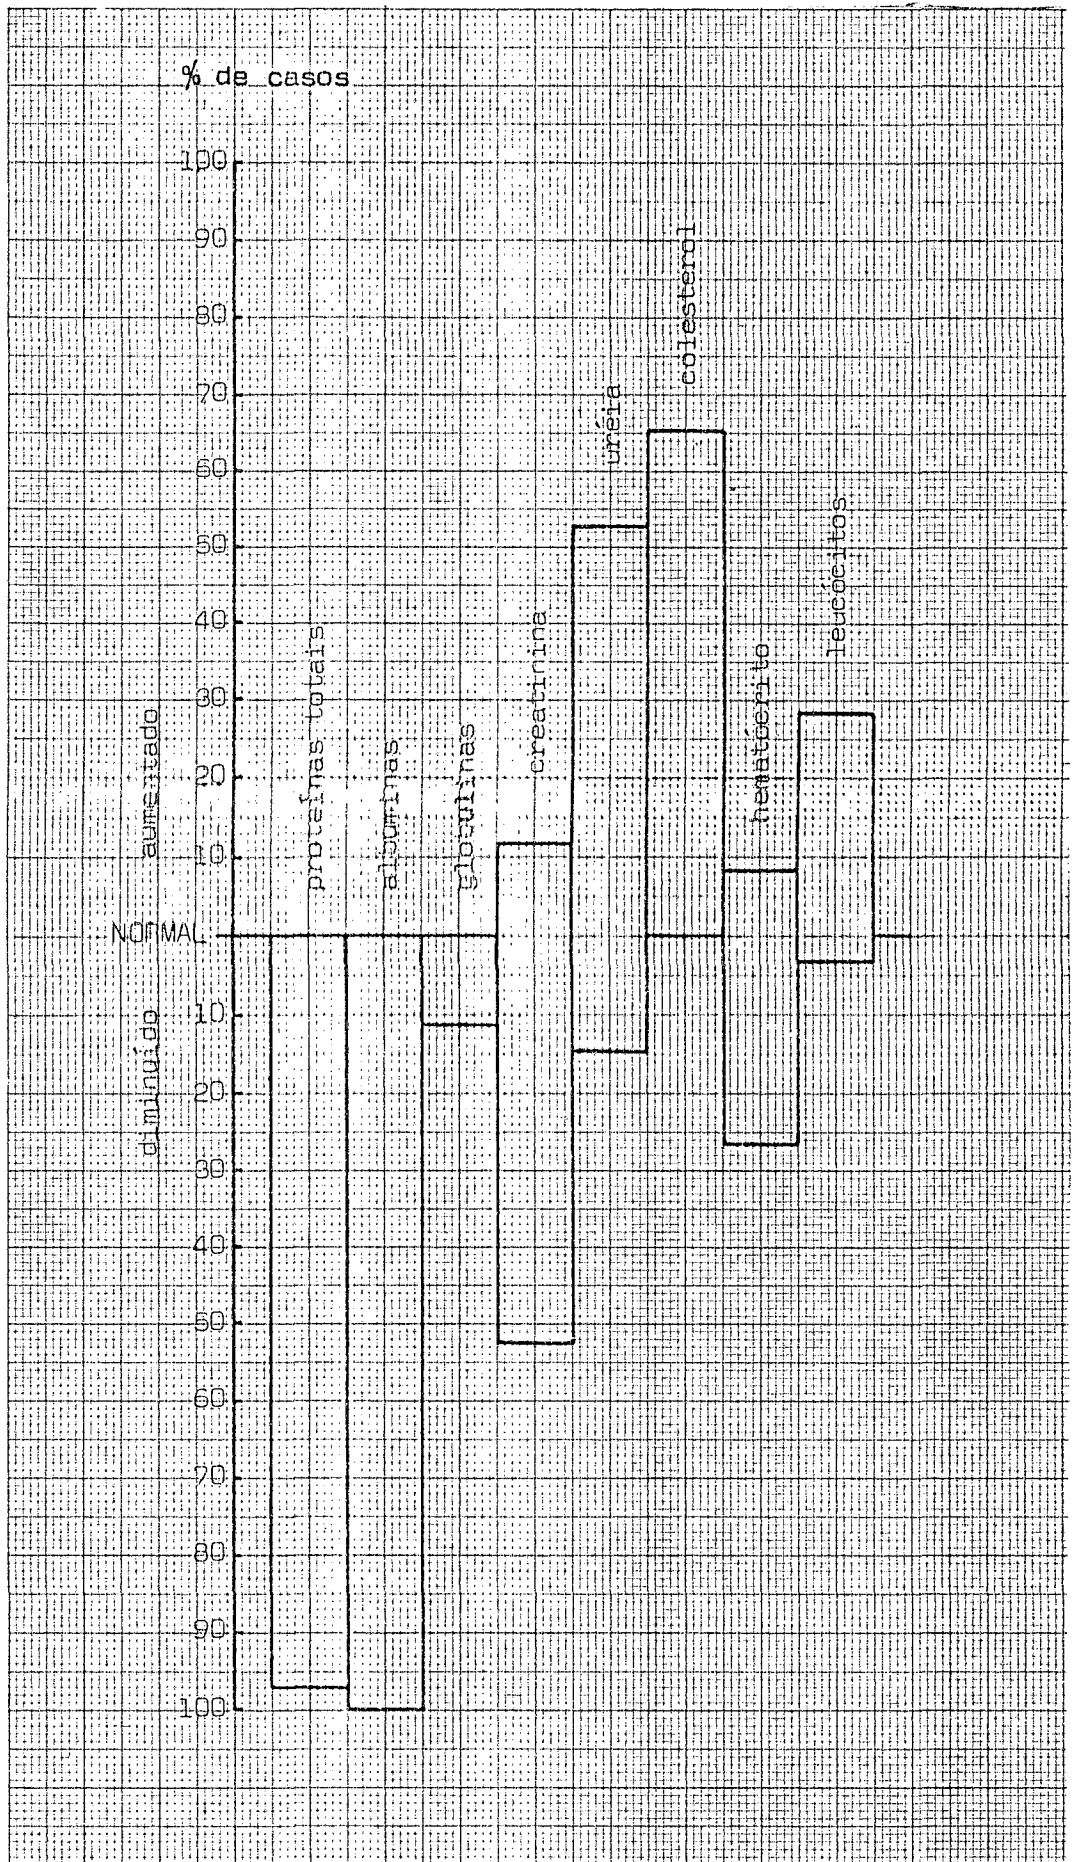 % de casos
100
90
80
70
60
50
40
30
20
10
NORMAL
10
20
30
40
50
60
70
80
90
100
aumentado
diminuído
proteínas totais
albuminas
globulinas
creatinina
uréia
colesterol
hematócrito
leucócitos